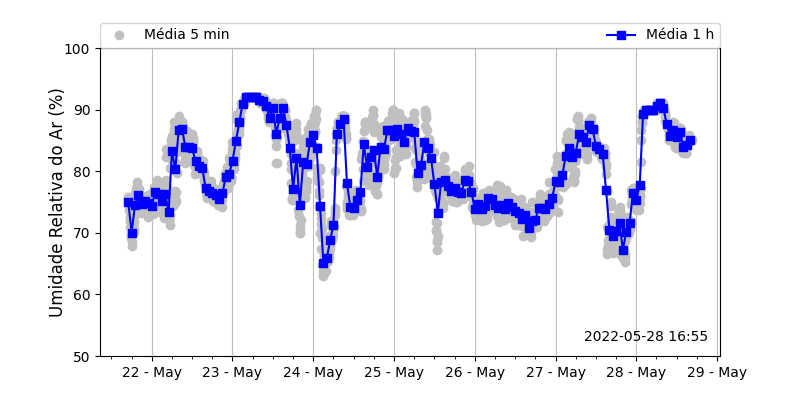 Média 5 min
Média 1 h
Umidade Relativa do Ar (%)
100
90
80
70
60
50
2022-05-28 16:55
22 - May
23 - May
24 - May
25 - May
26 - May
27 - May
28 - May
29 - May